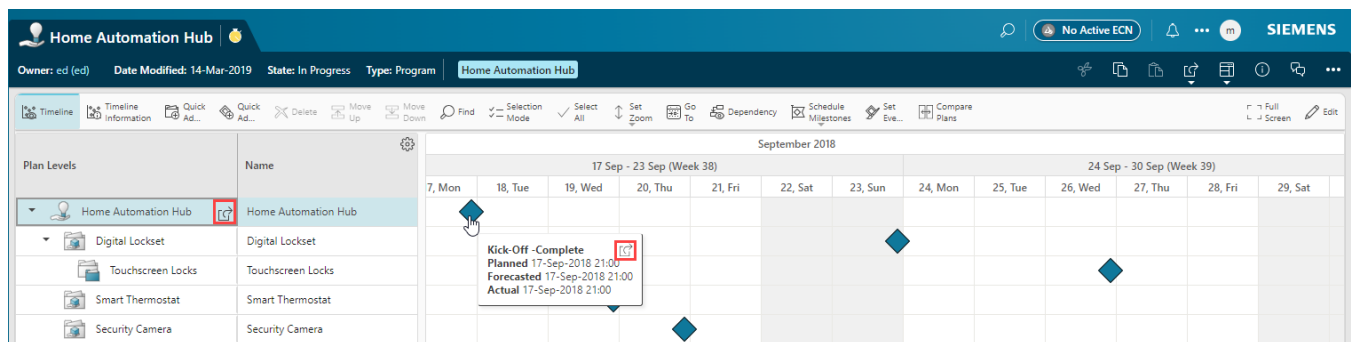 Home Automation Hub
No Active ECN
m
SIEMENS
Owner: ed (ed) Date Modified: 14-Mar-2019 State: In Progress Type: Program Home Automation Hub
Timeline
Timeline Information
Quick Ad...
Quick Ad...
Delete
Move Up
Move Down
Find
Selection Mode
Select All
Set Zoom
Go To
Dependency
Schedule Milestones
Set Eve...
Compare Plans
Full Screen
Edit
Plan Levels Name
September 2018
17 Sep - 23 Sep (Week 38) 24 Sep - 30 Sep (Week 39)
7, Mon 18, Tue 19, Wed 20, Thu 21, Fri 22, Sat 23, Sun 24, Mon 25, Tue 26, Wed 27, Thu 28, Fri 29, Sat
Home Automation Hub Home Automation Hub
Digital Lockset Digital Lockset
Touchscreen Locks Touchscreen Locks
Smart Thermostat Smart Thermostat
Security Camera Security Camera
Kick-Off -Complete
Planned 17-Sep-2018 21:00
Forecasted 17-Sep-2018 21:00
Actual 17-Sep-2018 21:00